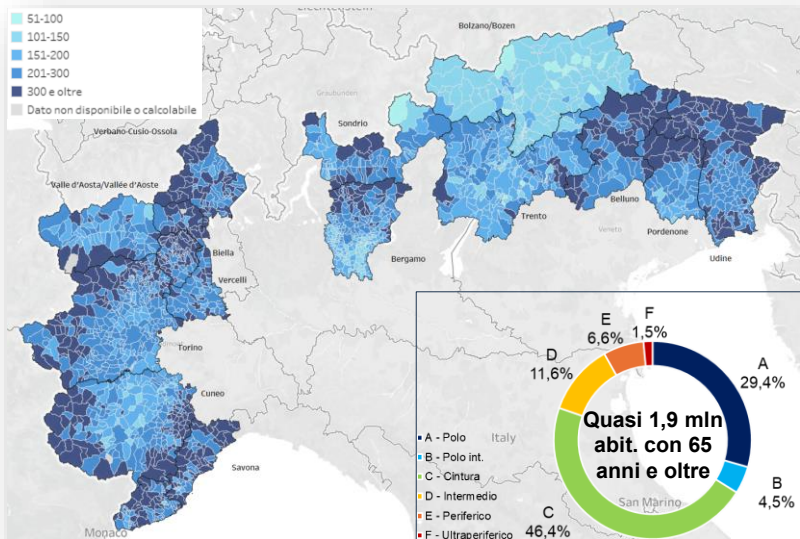 Liechtenstein
51-100
101-150
151-200
201-300
300 e oltre
Dato non disponibile o calcolabile
Bolzano/Bozen
Graubünden
Sondrio
Verbano-Cusio-Ossola
Valle d'Aosta/Vallée d'Aoste
Trento
Belluno
Veneto
Pordenone
Udine
Biella
Bergamo
Vercelli
Torino
Cuneo
Savona
Monaco
F
1,5%
E
6,6%
D
11,6%
A
29,4%
Quasi 1,9 mln
abit. con 65
anni e oltre
B
4,5%
C
46,4%
A - Polo
B - Polo int.
C - Cintura
D - Intermedio
E - Periferico
F - Ultraperiferico
Italy
San Marino